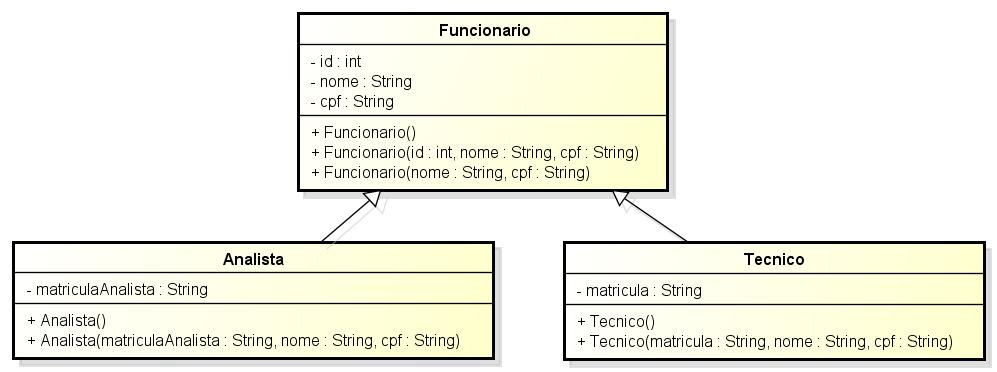 Funcionario
- id : int
- nome : String
- cpf : String
+ Funcionario()
+ Funcionario(id : int, nome : String, cpf : String)
+ Funcionario(nome : String, cpf : String)
Analista
- matriculaAnalista : String
+ Analista()
+ Analista(matriculaAnalista : String, nome : String, cpf : String)
Tecnico
- matricula : String
+ Tecnico()
+ Tecnico(matricula : String, nome : String, cpf : String)